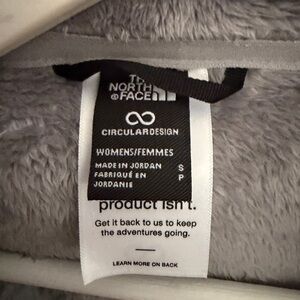 THE
NORTH
FACE
CIRCULARDESIGN
WOMENS/FEMMES
MADE IN JORDAN S
FABRIQUÉ EN P
JORDANIE
product isn't.
Get it back to us to keep
the adventures going.
LEARN MORE ON BACK